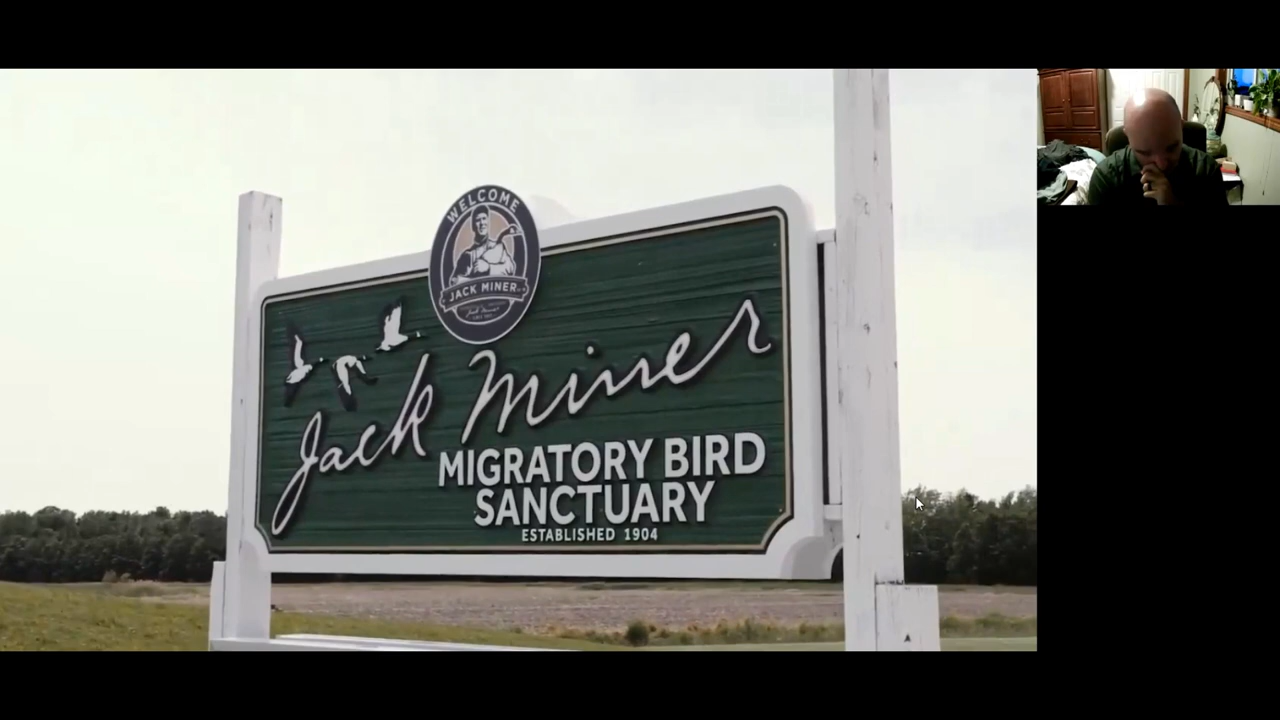 WELCOME
JACK MINER
Jack Miner
MIGRATORY BIRD
SANCTUARY
ESTABLISHED 1904